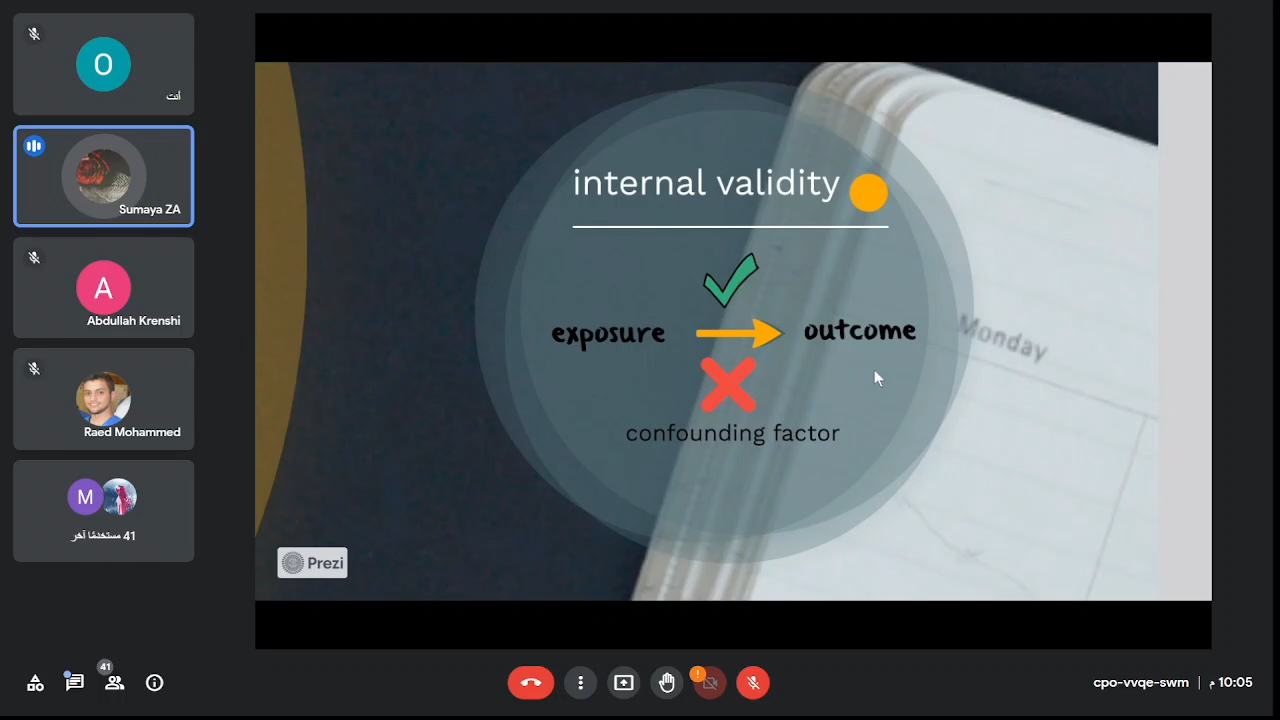 O
أنت
Sumaya ZA
A
Abdullah Krenshi
Raed Mohammed
M
41 مستخدمًا آخر
internal validity
exposure
outcome
confounding factor
Monday
Prezi
41
!
cpo-vvqe-swm
10:05 م